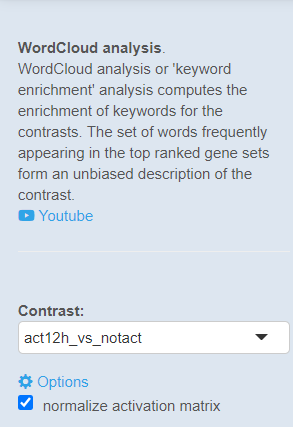 WordCloud analysis.
WordCloud analysis or 'keyword
enrichment' analysis computes the
enrichment of keywords for the
contrasts. The set of words frequently
appearing in the top ranked gene sets
form an unbiased description of the
contrast.
Youtube
Contrast:
act12h_vs_notact
Options
normalize activation matrix